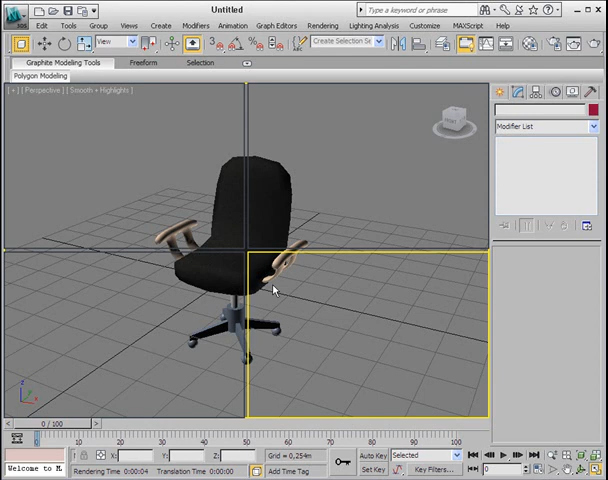 Untitled
Type a keyword or phrase
Edit Tools Group Views Create Modifiers Animation Graph Editors Rendering Lighting Analysis Customize MAXScript Help
View
3
Create Selection Se
Graphite Modeling Tools Freeform Selection
Polygon Modeling
[ + ] [ Perspective ] [ Smooth + Highlights ]
Modifier List
z
y
x
0 / 100
0 10 20 30 40 50 60 70 80 90 100
X: Y: Z: Grid = 0,254m
Auto Key Selected
Set Key Key Filters... 0
Welcome to M. Rendering Time 0:00:04 Translation Time 0:00:00 Add Time Tag